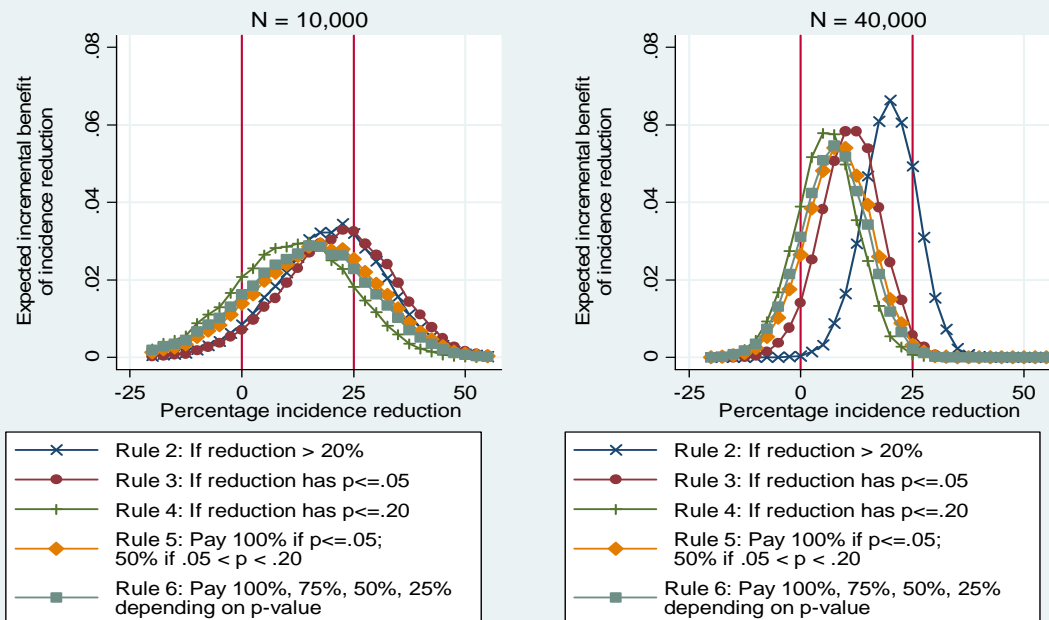 N = 10,000
Expected incremental benefit
of incidence reduction
.08
.06
.04
.02
0
-25
0
25
50
Percentage incidence reduction
Rule 2: If reduction > 20%
Rule 3: If reduction has p<=.05
Rule 4: If reduction has p<=.20
Rule 5: Pay 100% if p<=.05;
50% if .05 < p < .20
Rule 6: Pay 100%, 75%, 50%, 25%
depending on p-value
N = 40,000
Expected incremental benefit
of incidence reduction
.08
.06
.04
.02
0
-25
0
25
50
Percentage incidence reduction
Rule 2: If reduction > 20%
Rule 3: If reduction has p<=.05
Rule 4: If reduction has p<=.20
Rule 5: Pay 100% if p<=.05;
50% if .05 < p < .20
Rule 6: Pay 100%, 75%, 50%, 25%
depending on p-value